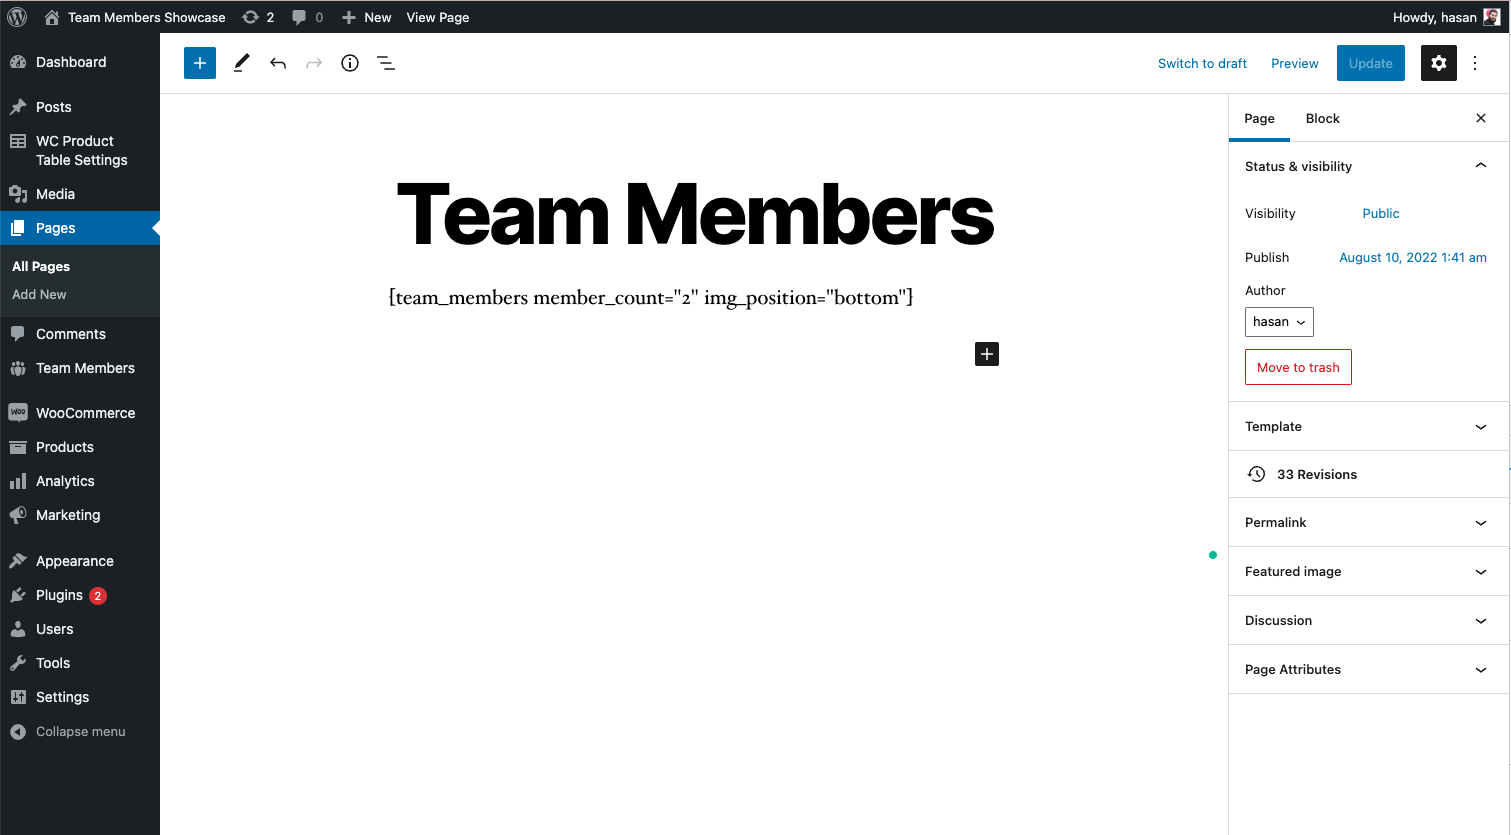 Team Members Showcase 2 0 New View Page Howdy, hasan
Dashboard
Posts
WC Product
Table Settings
Media
Pages
All Pages
Add New
Comments
Team Members
WOO WooCommerce
Products
Analytics
Marketing
Appearance
Plugins 2
Users
Tools
Settings
Collapse menu
Switch to draft Preview Update
Team Members
[team_members member_count="2" img_position="bottom"]
Page Block
Status & visibility
Visibility Public
Publish August 10, 2022 1:41 am
Author
hasan
Move to trash
Template
33 Revisions
Permalink
Featured image
Discussion
Page Attributes